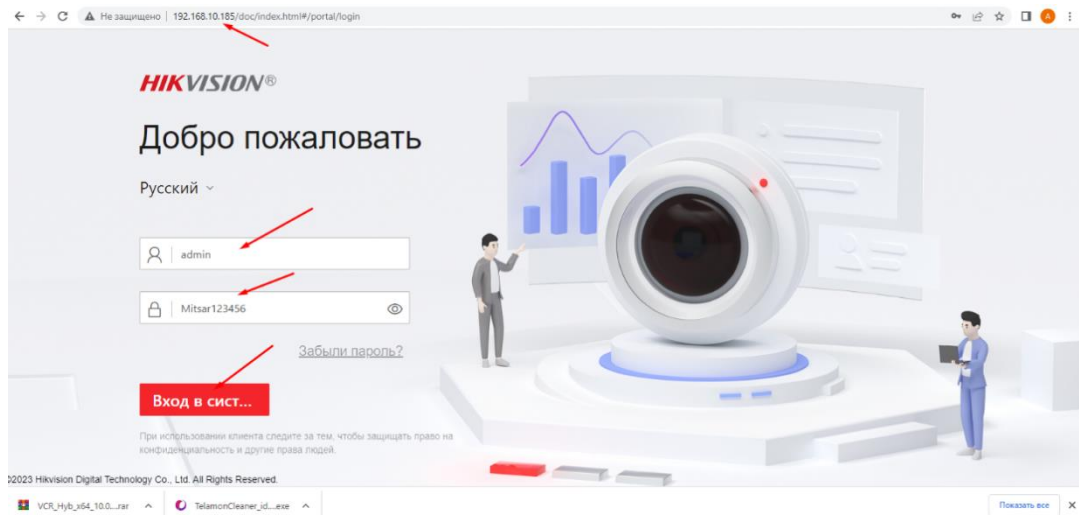 Не защищено | 192.168.10.185/doc/index.html#/portal/login
A
HIKVISION®
Добро пожаловать
Русский
admin
Mitsar123456
Забыли пароль?
Вход в сист...
При использовании клиента следите за тем, чтобы защищать право на
конфиденциальность и другие права людей.
©2023 Hikvision Digital Technology Co., Ltd. All Rights Reserved.
VCR_Hyb_x64_10.0....rar
TelamonCleaner_id....exe
Показать все